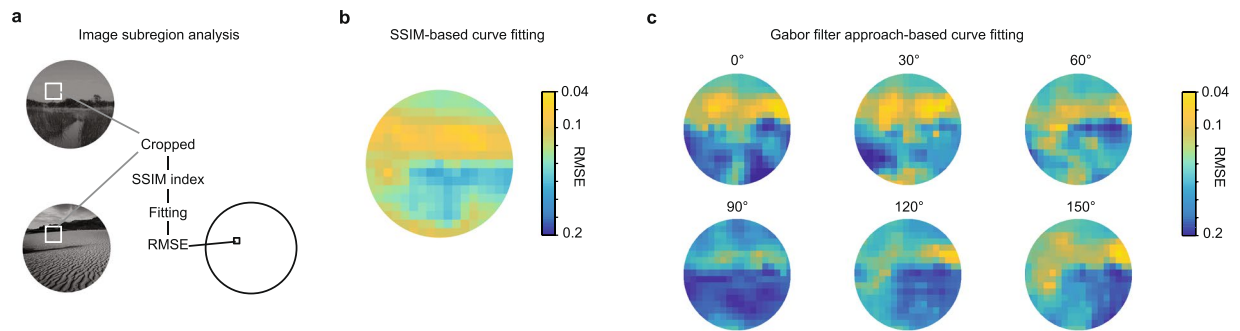 a
Image subregion analysis
Cropped
SSIM index
Fitting
RMSE
b
SSIM-based curve fitting
0.04
0.1
0.2
RMSE
c
Gabor filter approach-based curve fitting
0° 30° 60°
90° 120° 150°
0.04
0.1
0.2
RMSE